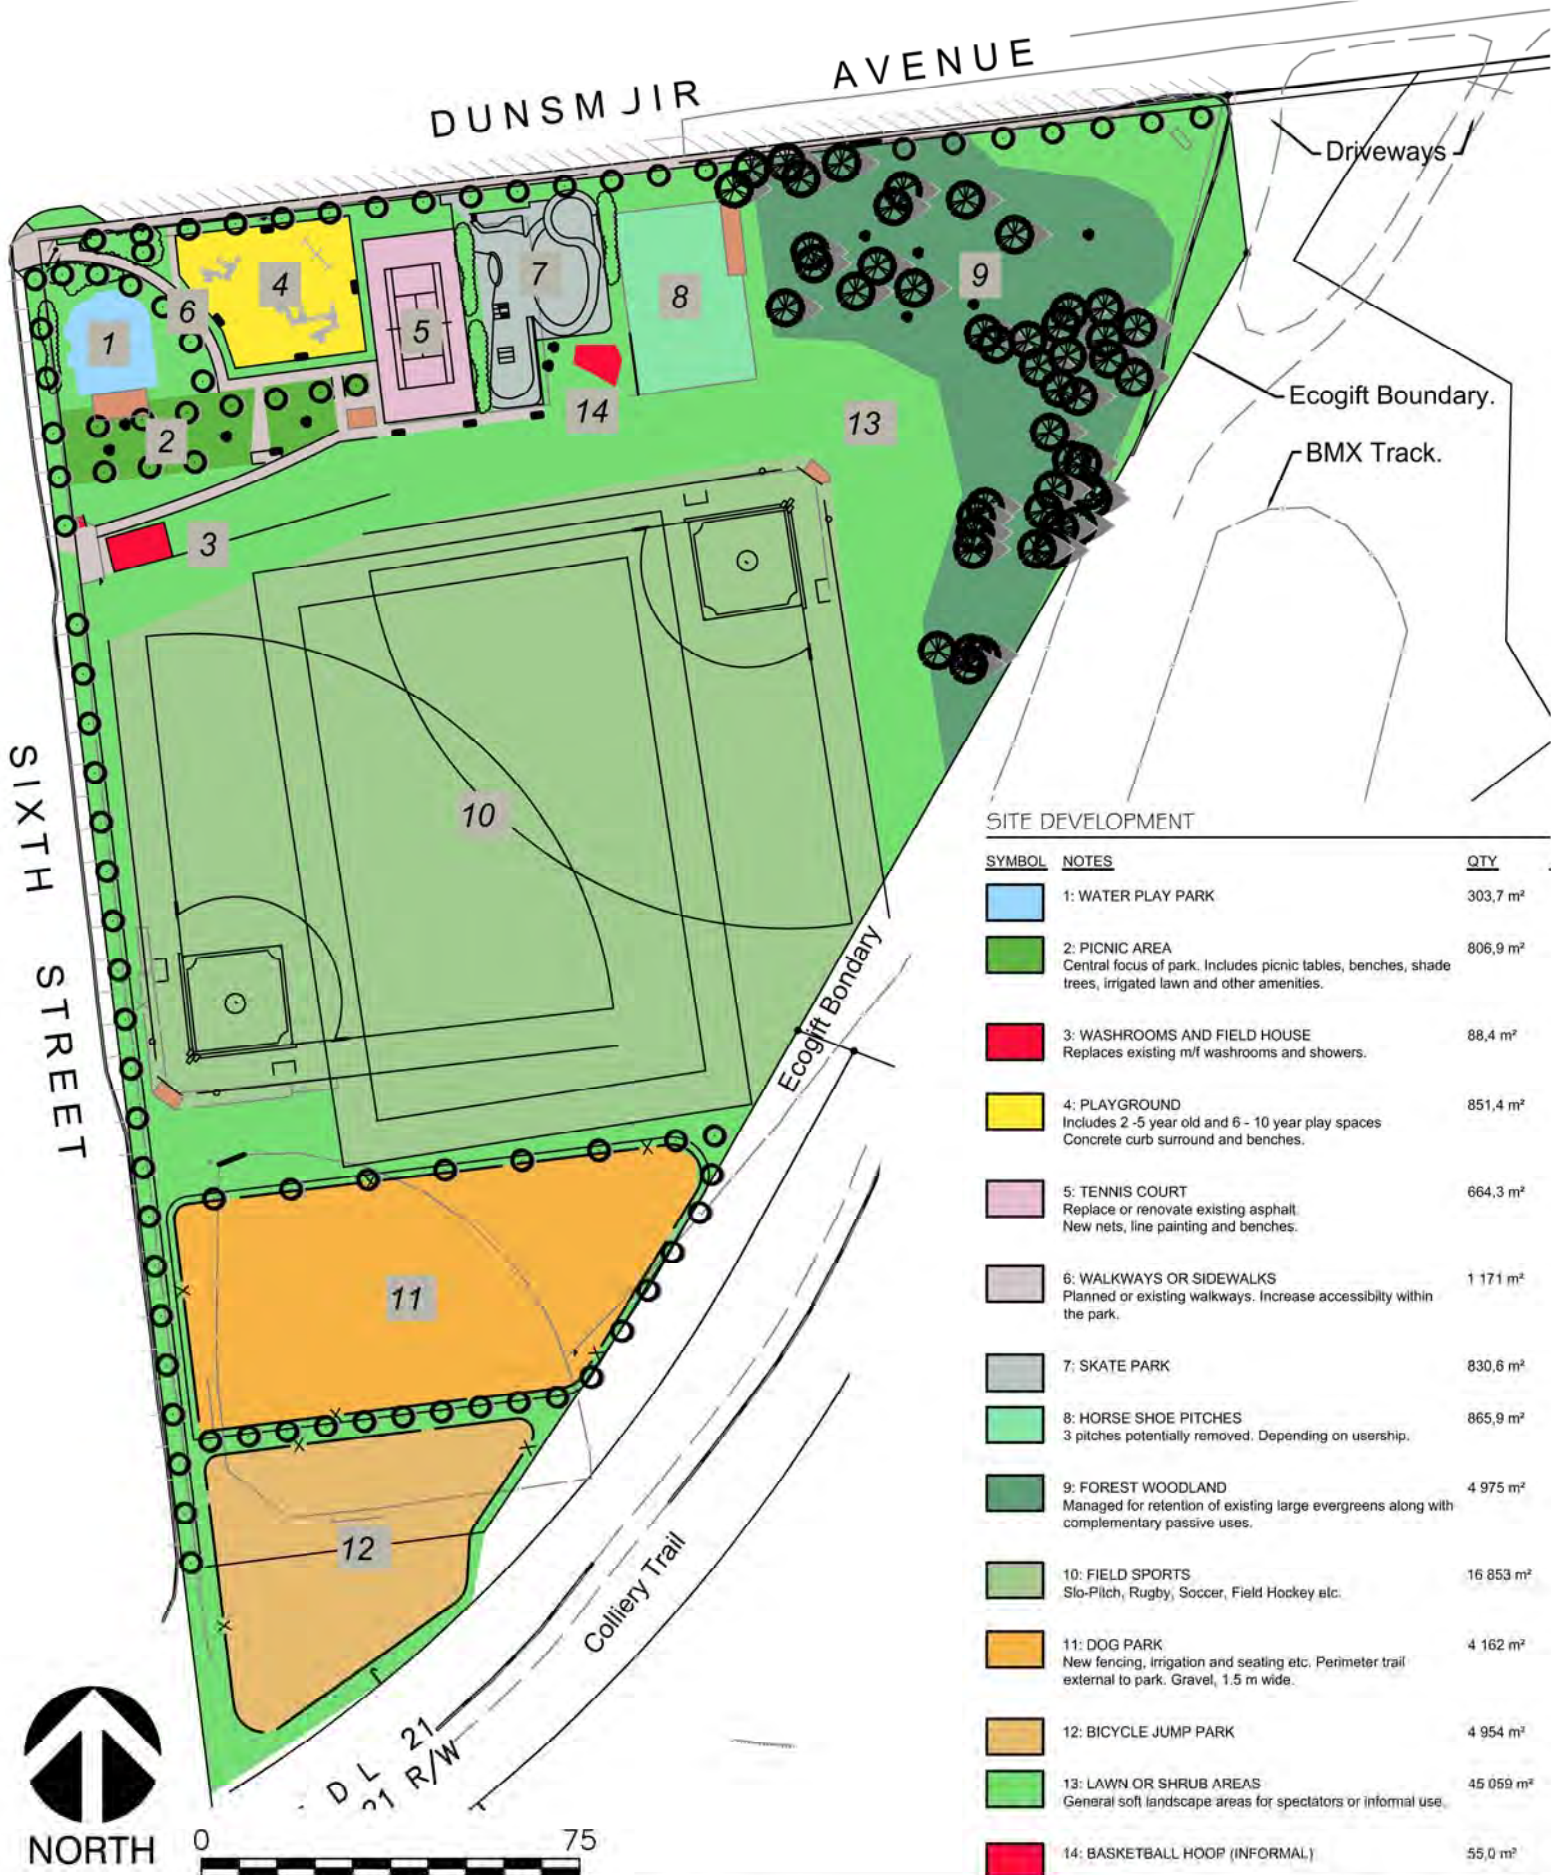 DUNSMJIR AVENUE
Driveways
Ecogift Boundary.
BMX Track.
1
2
3
4
5
6
7
8
9
10
11
12
13
14
SIXTH STREET
Ecogift Bondary
Colliery Trail
D L 21
21 R/W
NORTH
0 75
SITE DEVELOPMENT
SYMBOL NOTES QTY
1: WATER PLAY PARK 303,7 m²
2: PICNIC AREA 806,9 m²
Central focus of park. Includes picnic tables, benches, shade
trees, irrigated lawn and other amenities.
3: WASHROOMS AND FIELD HOUSE 88,4 m²
Replaces existing m/f washrooms and showers.
4: PLAYGROUND 851,4 m²
Includes 2 -5 year old and 6 - 10 year play spaces
Concrete curb surround and benches.
5: TENNIS COURT 664,3 m²
Replace or renovate existing asphalt
New nets, line painting and benches.
6: WALKWAYS OR SIDEWALKS 1 171 m²
Planned or existing walkways. Increase accessibilty within
the park.
7: SKATE PARK 830,6 m²
8: HORSE SHOE PITCHES 865,9 m²
3 pitches potentially removed. Depending on usership.
9: FOREST WOODLAND 4 975 m²
Managed for retention of existing large evergreens along with
complementary passive uses.
10: FIELD SPORTS 16 853 m²
Slo-Pitch, Rugby, Soccer, Field Hockey etc.
11: DOG PARK 4 162 m²
New fencing, irrigation and seating etc. Perimeter trail
external to park. Gravel, 1.5 m wide.
12: BICYCLE JUMP PARK 4 954 m²
13: LAWN OR SHRUB AREAS 45 059 m²
General soft landscape areas for spectators or informal use.
14: BASKETBALL HOOP (INFORMAL) 55,0 m²